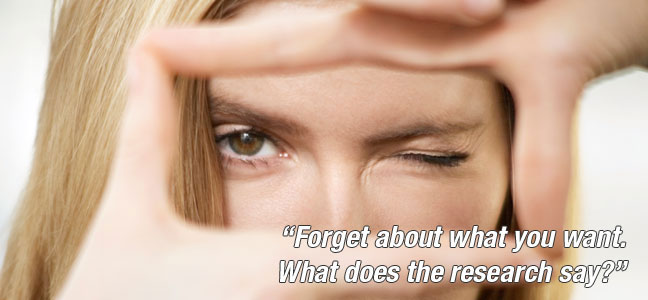 “Forget about what you want.
What does the research say?”